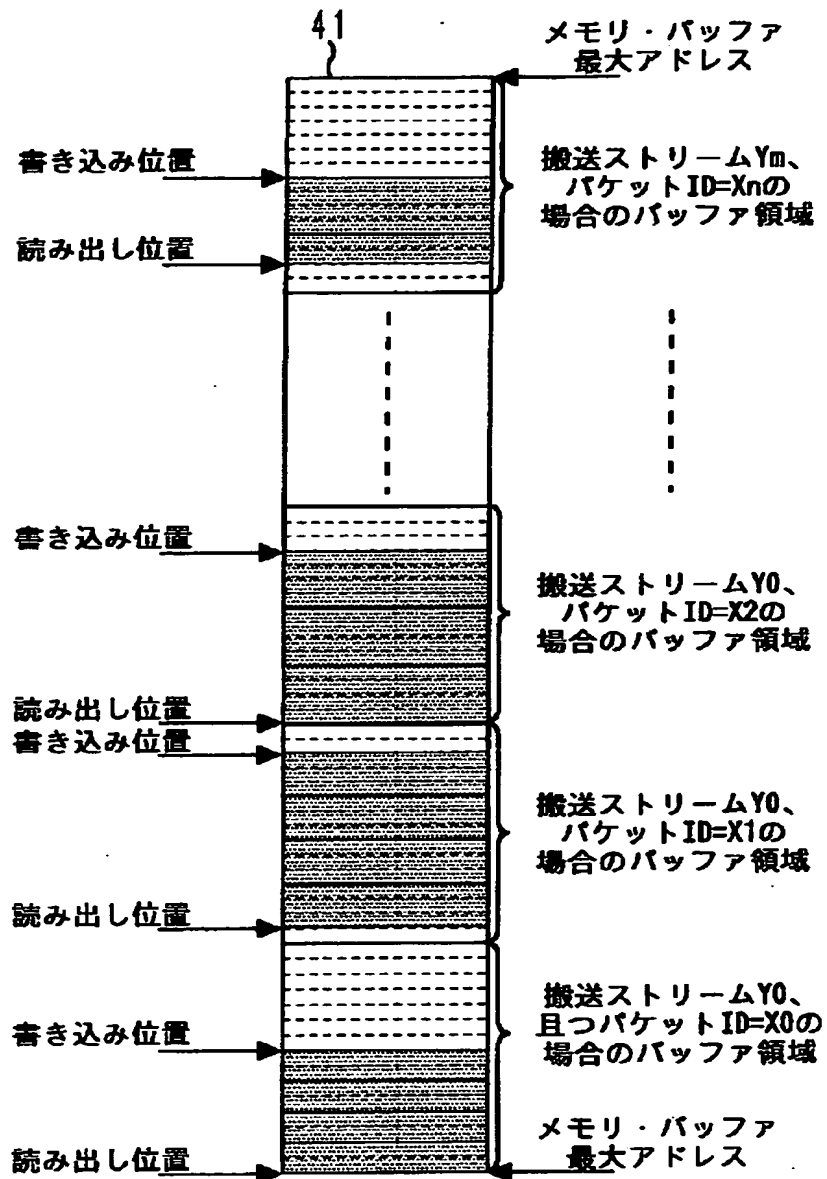 41
メモリ・バッファ
最大アドレス
書き込み位置
搬送ストリームYm、
パケットID=Xnの
場合のバッファ領域
読み出し位置
書き込み位置
搬送ストリームY0、
パケットID=X2の
場合のバッファ領域
読み出し位置
書き込み位置
搬送ストリームY0、
パケットID=X1の
場合のバッファ領域
読み出し位置
搬送ストリームY0、
且つパケットID=X0の
場合のバッファ領域
書き込み位置
メモリ・バッファ
最大アドレス
読み出し位置